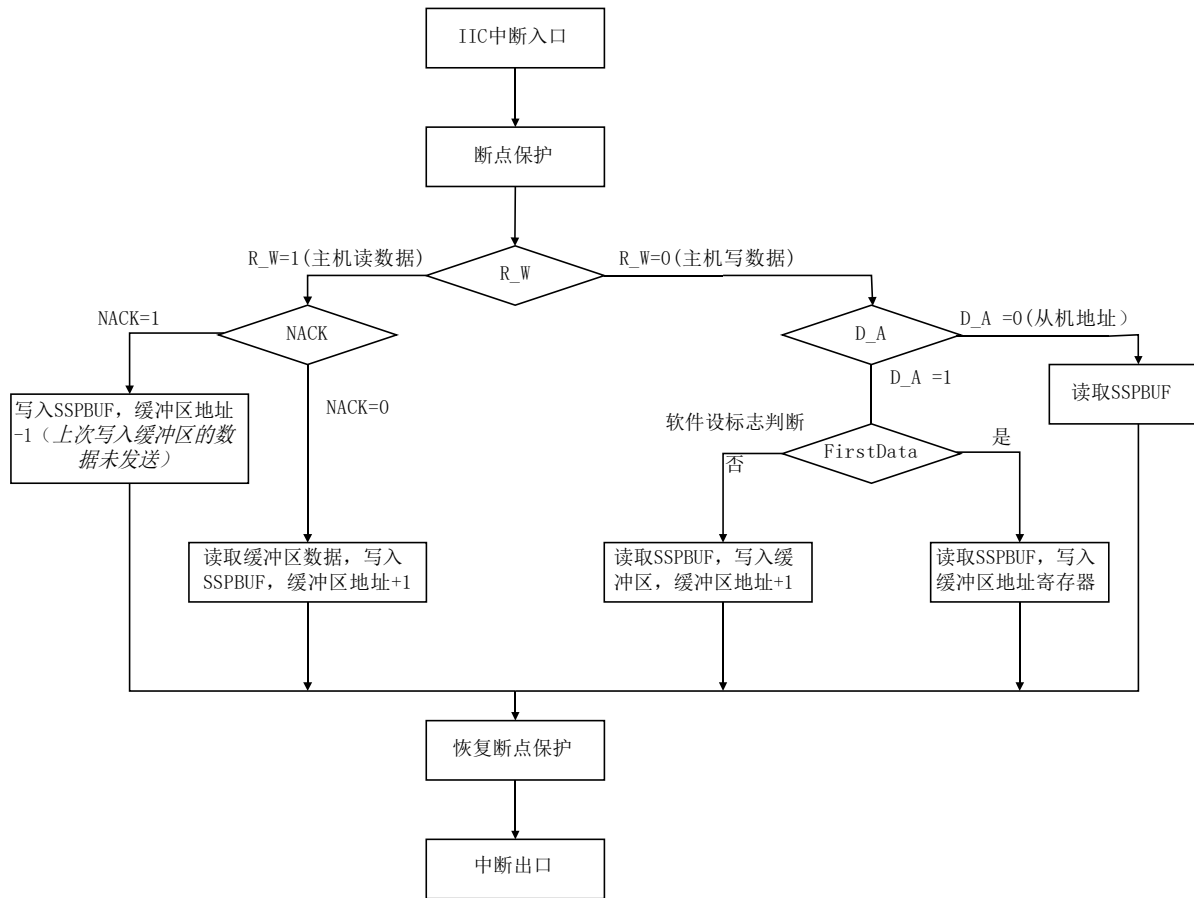 IIC中断入口
断点保护
R_W=1(主机读数据)
R_W
R_W=0(主机写数据)
NACK=1
NACK
D_A
D_A =0(从机地址)
D_A =1
读取SSPBUF
写入SSPBUF，缓冲区地址
-1（上次写入缓冲区的数
据未发送）
NACK=0
软件设标志判断
否
FirstData
是
读取缓冲区数据，写入
SSPBUF，缓冲区地址+1
读取SSPBUF，写入缓
冲区，缓冲区地址+1
读取SSPBUF，写入
缓冲区地址寄存器
恢复断点保护
中断出口